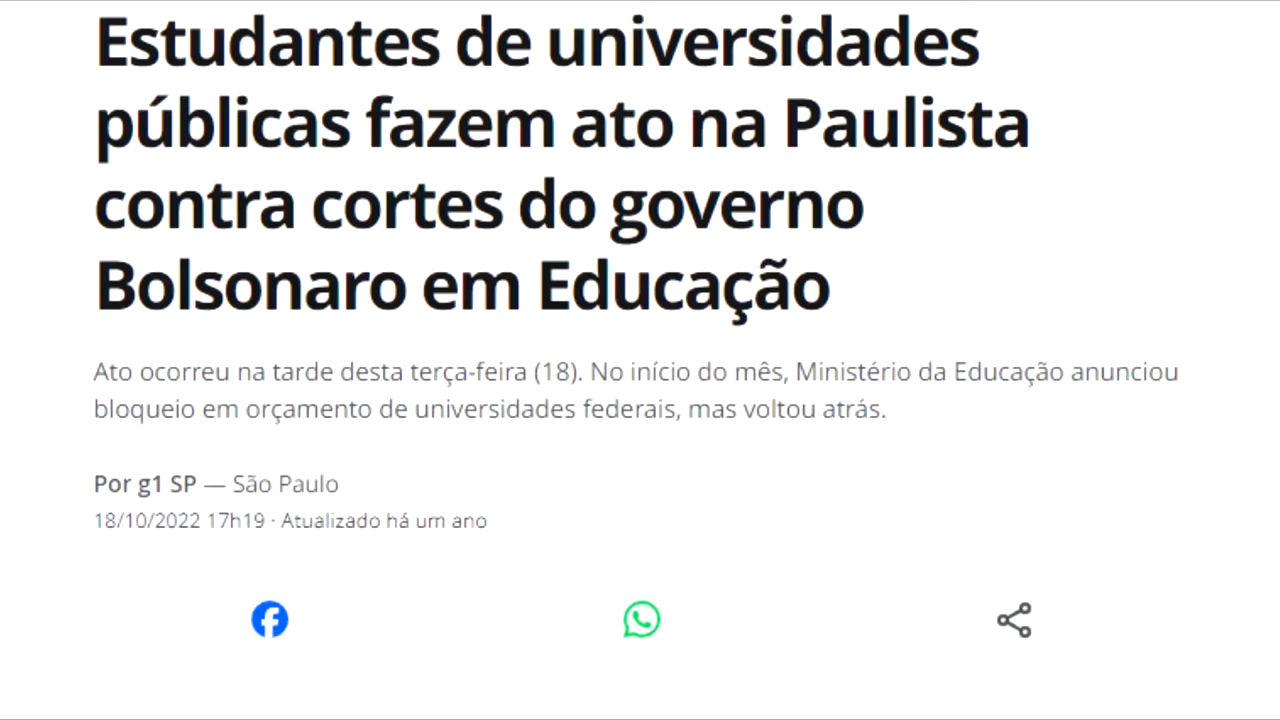 Estudantes de universidades
públicas fazem ato na Paulista
contra cortes do governo
Bolsonaro em Educação
Ato ocorreu na tarde desta terça-feira (18). No início do mês, Ministério da Educação anunciou
bloqueio em orçamento de universidades federais, mas voltou atrás.
Por g1 SP — São Paulo
18/10/2022 17h19 · Atualizado há um ano